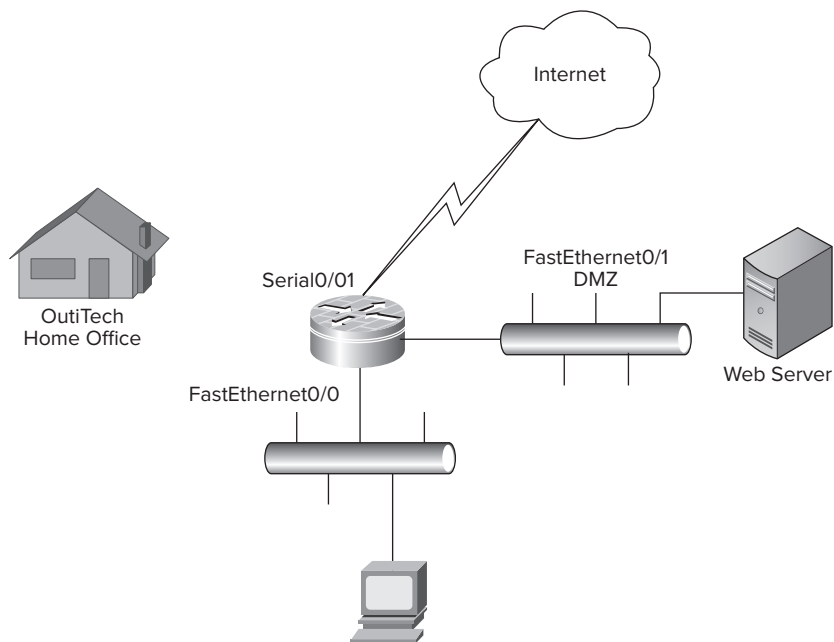 Internet
Serial0/01
FastEthernet0/1
DMZ
OutiTech
Home Office
Web Server
FastEthernet0/0